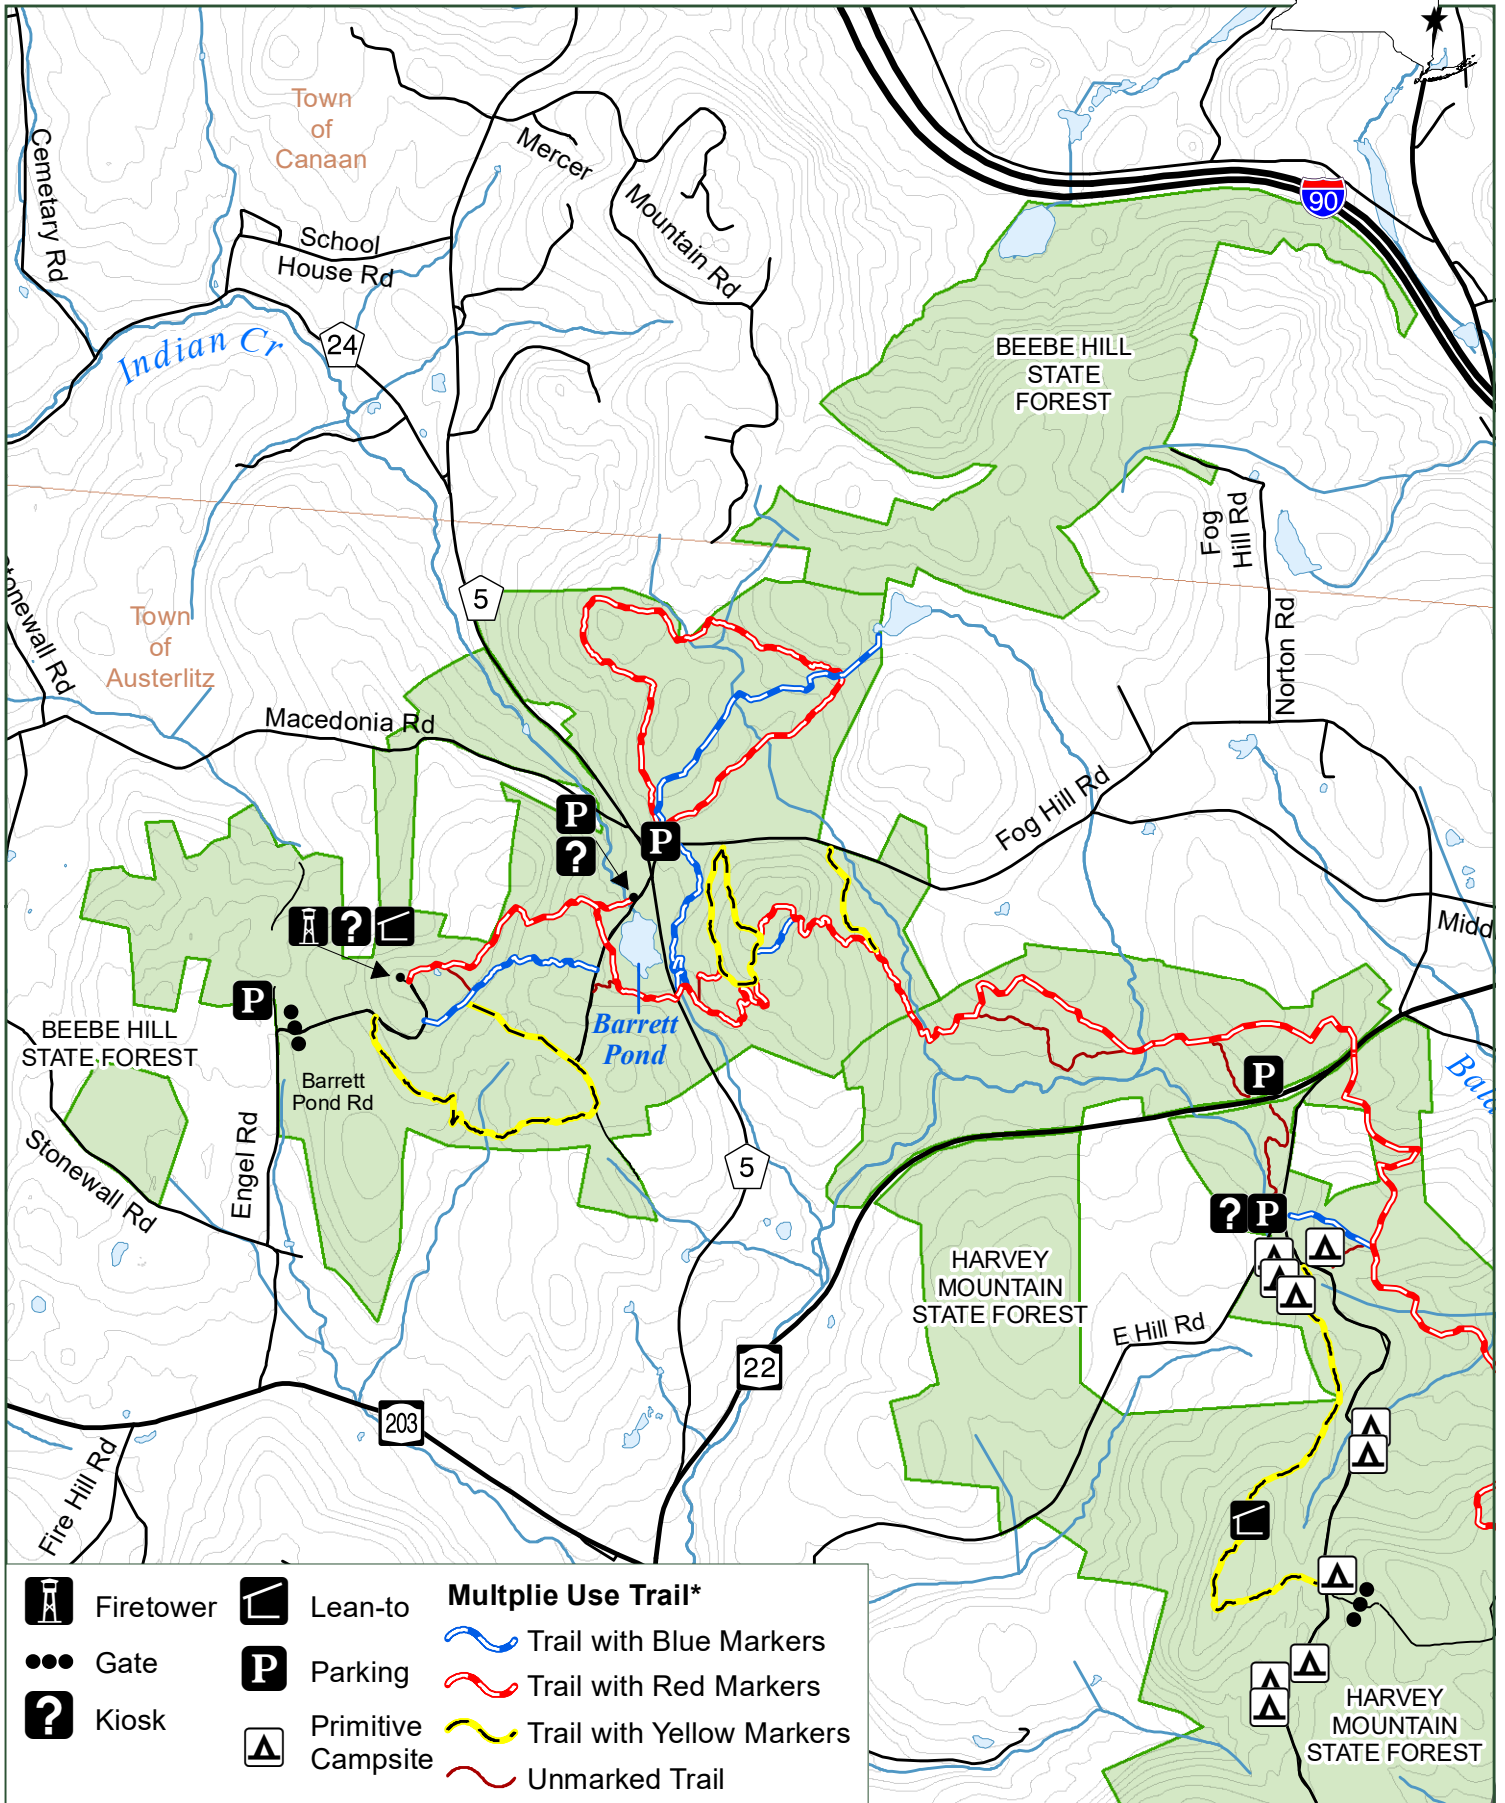 Town
of
Canaan
Cemetary Rd
Mercer
Mountain Rd
School
House Rd
90
Indian Cr
24
BEEBE HILL
STATE
FOREST
Fog
Hill Rd
5
Town
of
Austerlitz
Stonewall Rd
Norton Rd
Macedonia Rd
Fog Hill Rd
P
?
P
?
P
BEEBE HILL
STATE FOREST
Barrett
Pond
Barrett
Pond Rd
P
Engel Rd
Stonewall Rd
5
? P
HARVEY
MOUNTAIN
STATE FOREST
E Hill Rd
22
203
Fire Hill Rd
HARVEY
MOUNTAIN
STATE FOREST
Firetower
Gate
? Kiosk
Lean-to
P Parking
Primitive
Campsite
Multplie Use Trail*
Trail with Blue Markers
Trail with Red Markers
Trail with Yellow Markers
Unmarked Trail